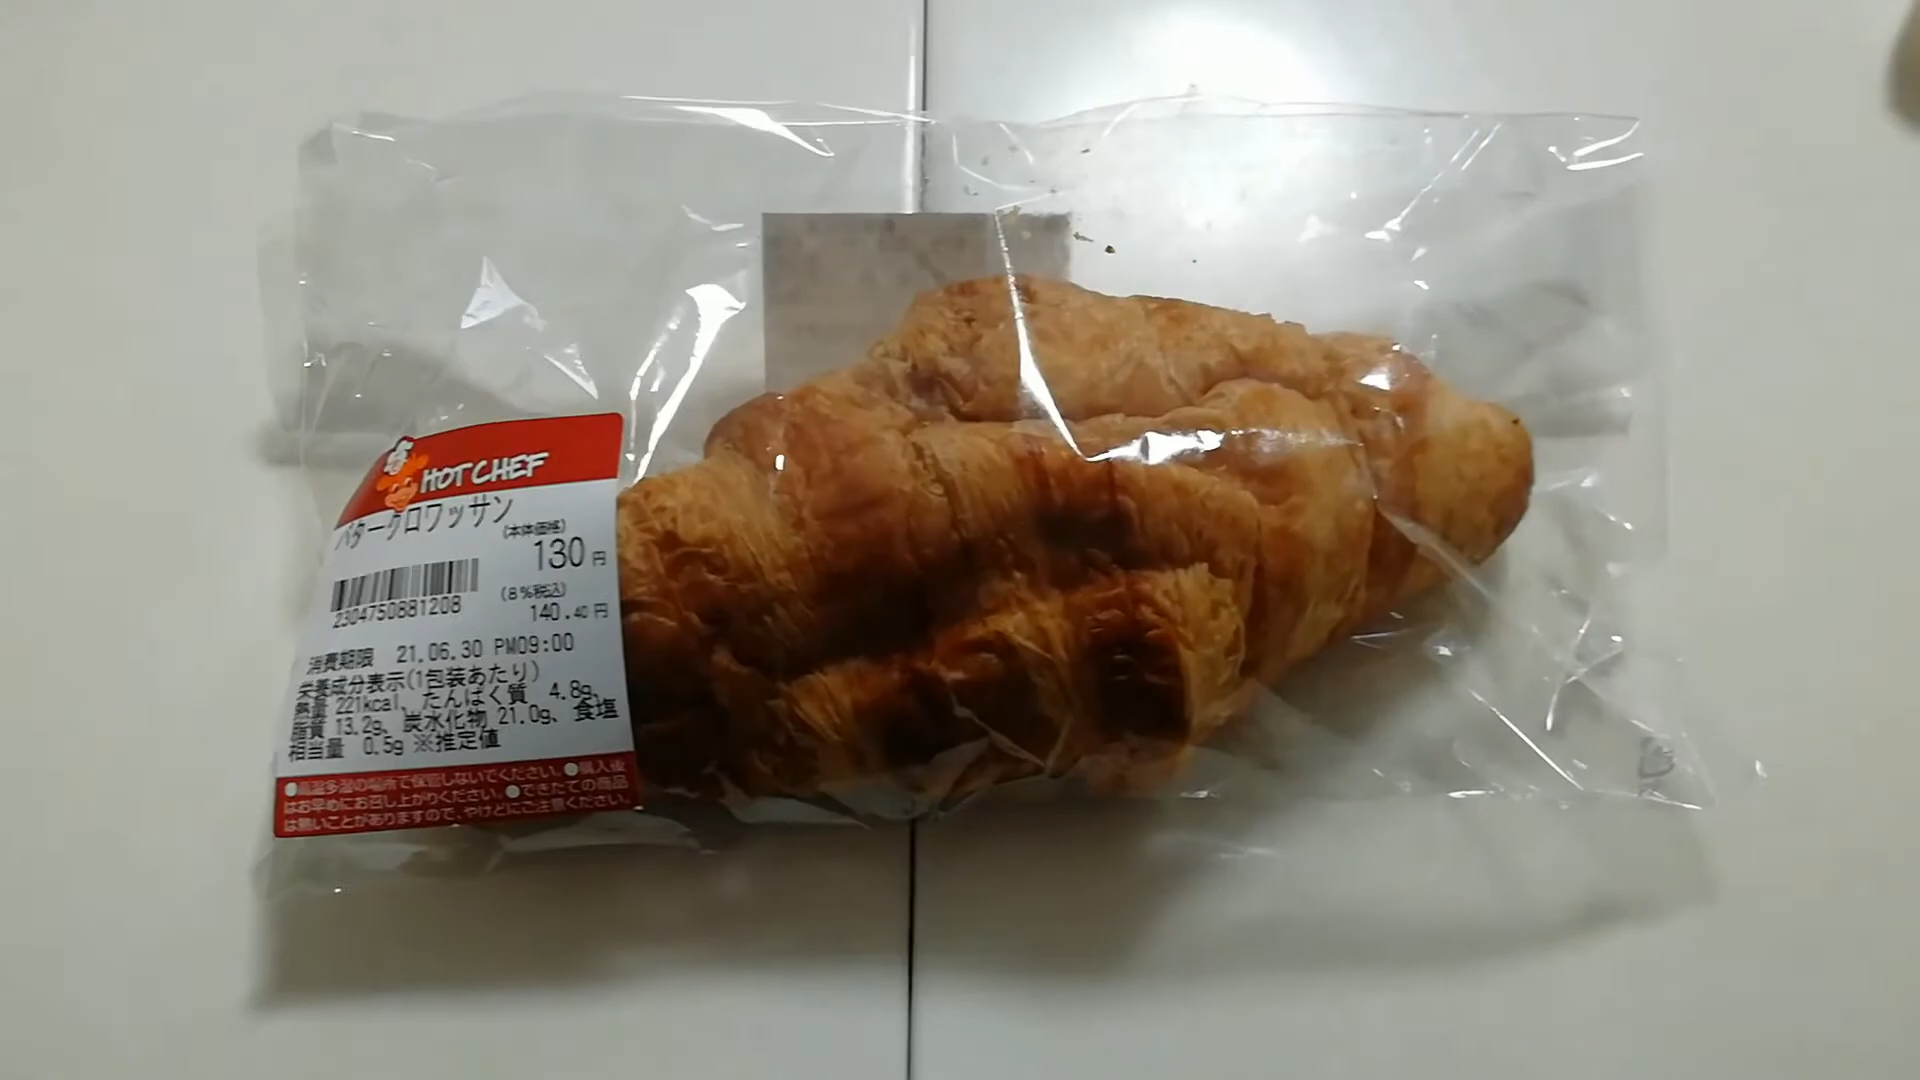 HOT CHEF
バタークロワッサン
(本体価格)
130円
2304750881208
(8%税込)
140.40円
消費期限 21.06.30 PM09:00
栄養成分表示(1包装あたり)
熱量 221kcal、たんぱく質 4.8g、
脂質 13.2g、炭水化物 21.0g、食塩
相当量 0.5g ※推定値
●高温多湿の場所で保管しないでください。●購入後
はお早めにお召し上がりください。●できたての商品
は熱いことがありますので、やけどにご注意ください。